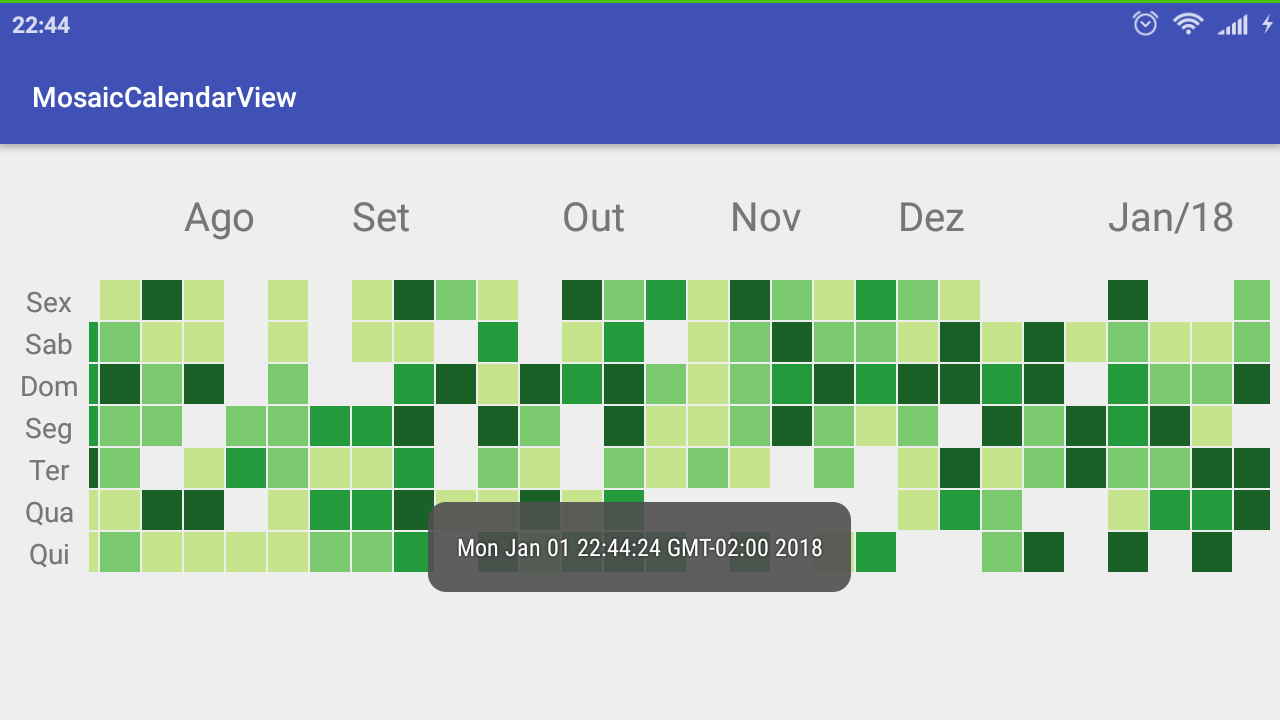 22:44
MosaicCalendarView
Ago Set Out Nov Dez Jan/18
Sex
Sab
Dom
Seg
Ter
Qua
Qui
Mon Jan 01 22:44:24 GMT-02:00 2018